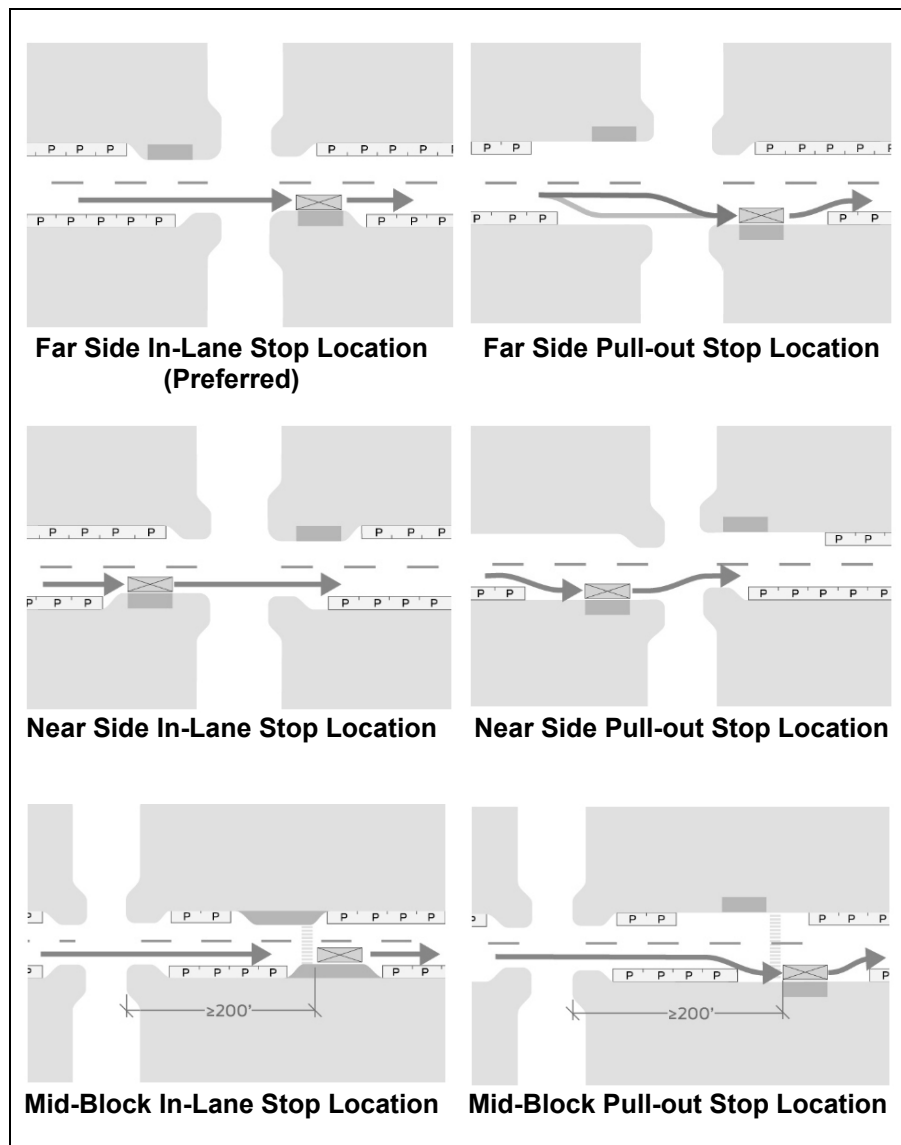 P P P P
P P P P P
P P
P P P P P
P P P P P
P P P
P P P
P P
Far Side In-Lane Stop Location
(Preferred)
Far Side Pull-out Stop Location
P P P P
P P P
P P
P P P
P P P P
P P
P P P P P
Near Side In-Lane Stop Location
Near Side Pull-out Stop Location
P
P P
P P P P
P
P P
P P P
P
P P P P
P P
P P P P
P
≥200'
≥200'
Mid-Block In-Lane Stop Location
Mid-Block Pull-out Stop Location